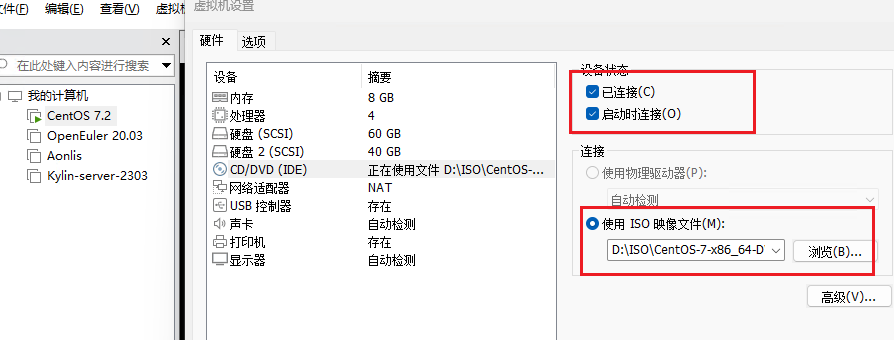 文件(F) 编辑(E) 查看(V) 虚拟机
虚拟机设置
硬件 选项
在此处键入内容进行搜索
我的计算机
CentOS 7.2
OpenEuler 20.03
Aonlis
Kylin-server-2303
设备 摘要
内存 8 GB
处理器 4
硬盘 (SCSI) 60 GB
硬盘 2 (SCSI) 40 GB
CD/DVD (IDE) 正在使用文件 D:\ISO\CentOS-...
网络适配器 NAT
USB 控制器 存在
声卡 自动检测
打印机 存在
显示器 自动检测
设备状态
已连接(C)
启动时连接(O)
连接
使用物理驱动器(P):
自动检测
使用 ISO 映像文件(M):
D:\ISO\CentOS-7-x86_64-D
浏览(B)...
高级(V)...